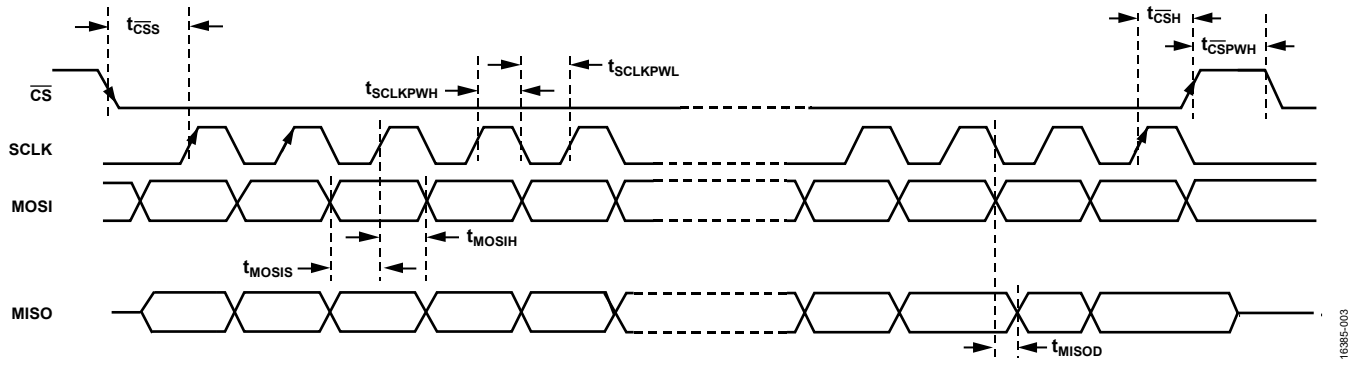 tCSS
tCSH
tCSPWH
tSCLKPWL
tSCLKPWH
CS
SCLK
MOSI
tMOSIH
tMOSIS
MISO
tMISOD
16385-003